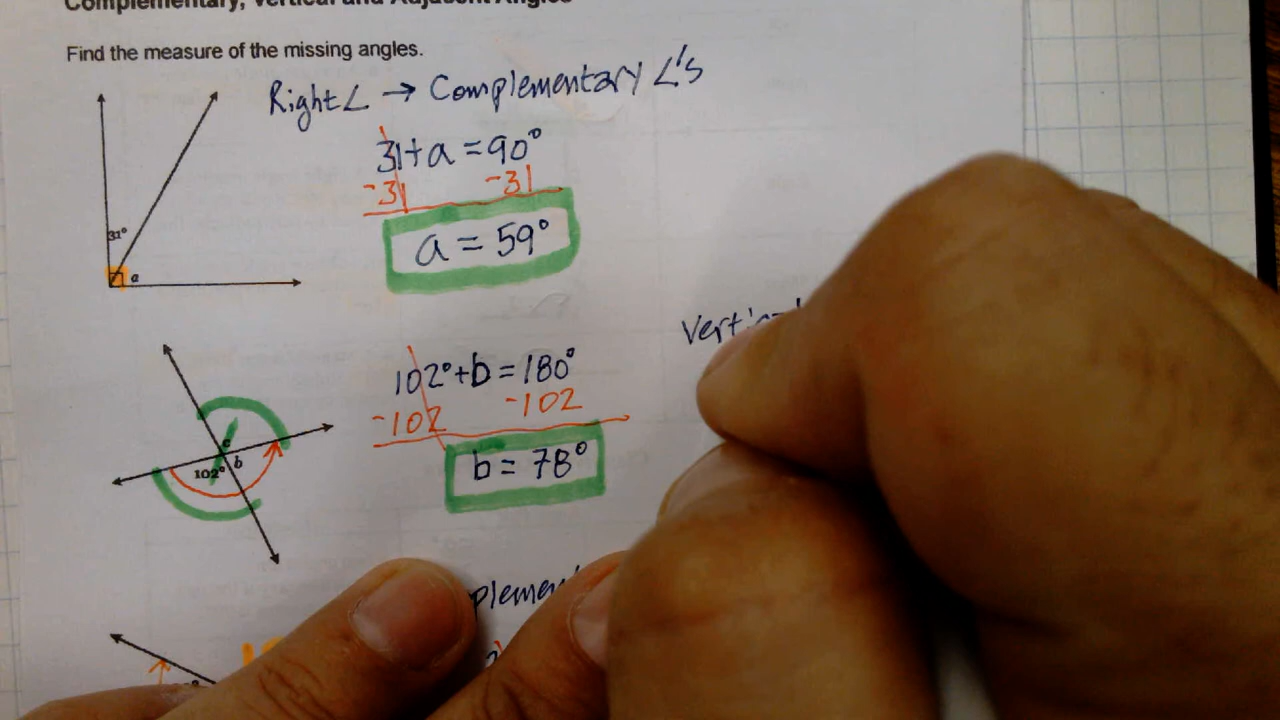 Complementary, Vertical and Adjacent Angles
Find the measure of the missing angles.
Right∠ → Complementary ∠'s
31+a=90°
-31 -31
a = 59°
31°
a
Vertical
102°+b=180°
-102 -102
b = 78°
c
102° b
plemen